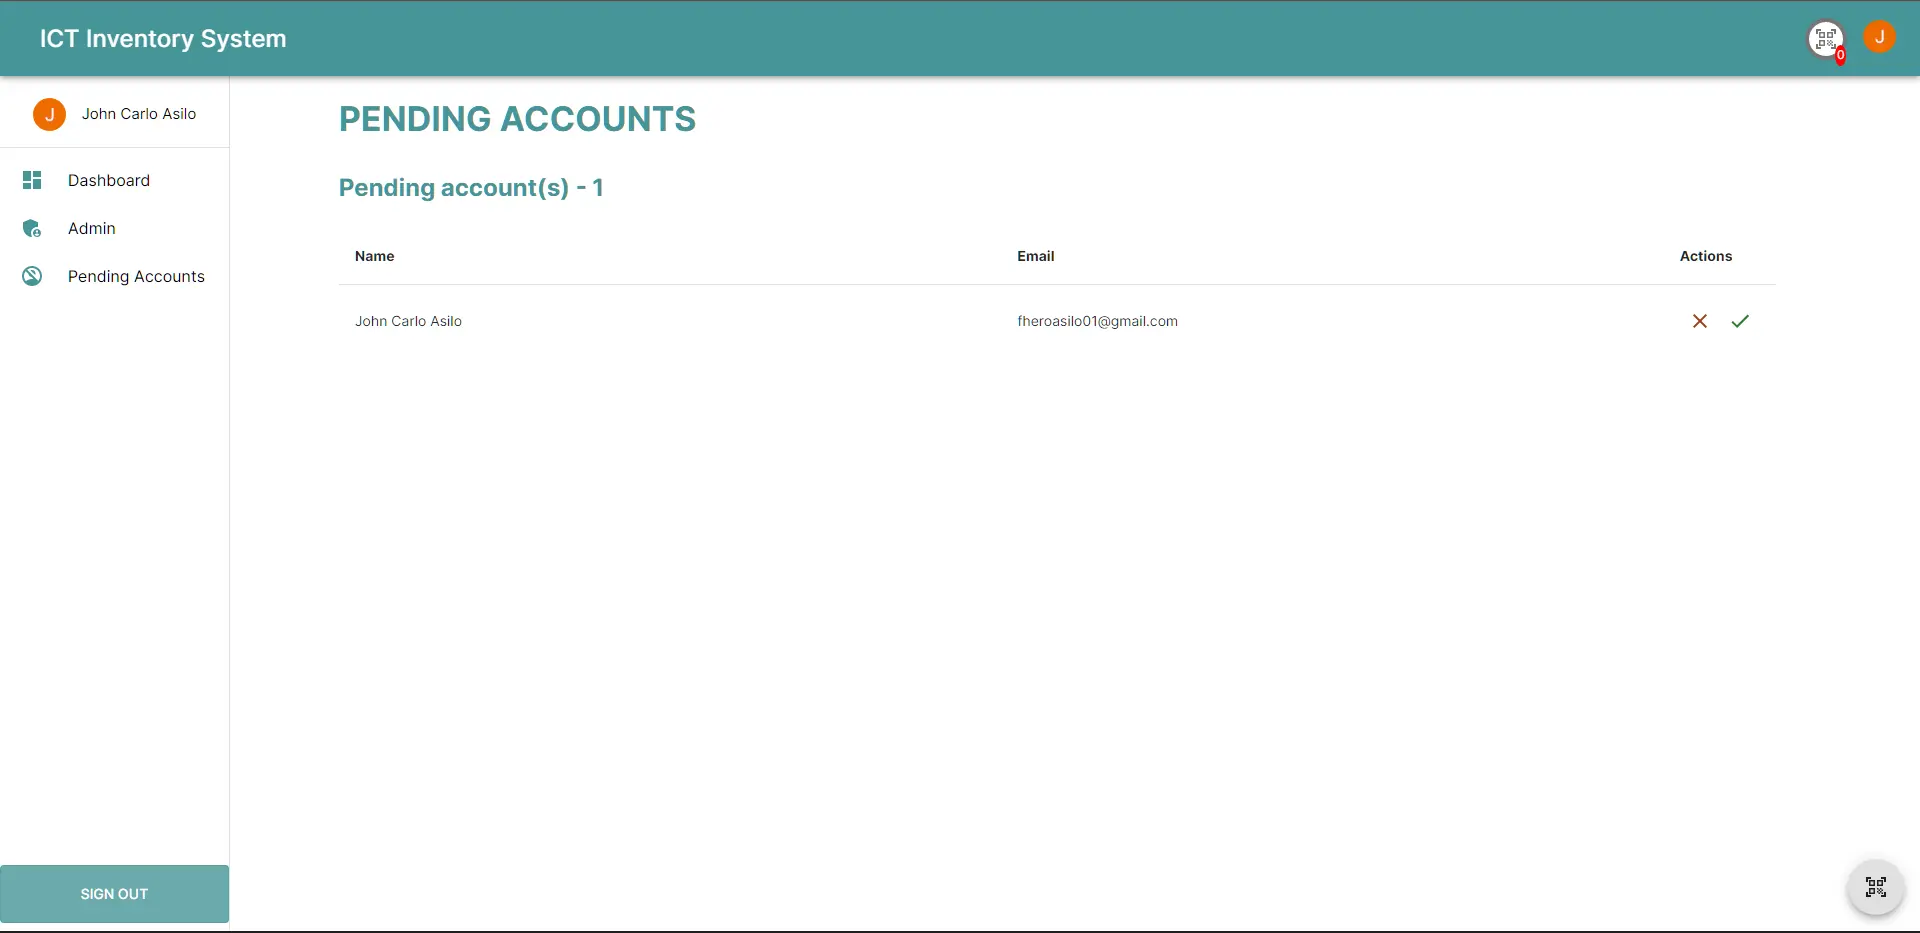 ICT Inventory System
0
J
J
John Carlo Asilo
Dashboard
Admin
Pending Accounts
SIGN OUT
PENDING ACCOUNTS
Pending account(s) - 1
Name Email Actions
John Carlo Asilo fheroasilo01@gmail.com